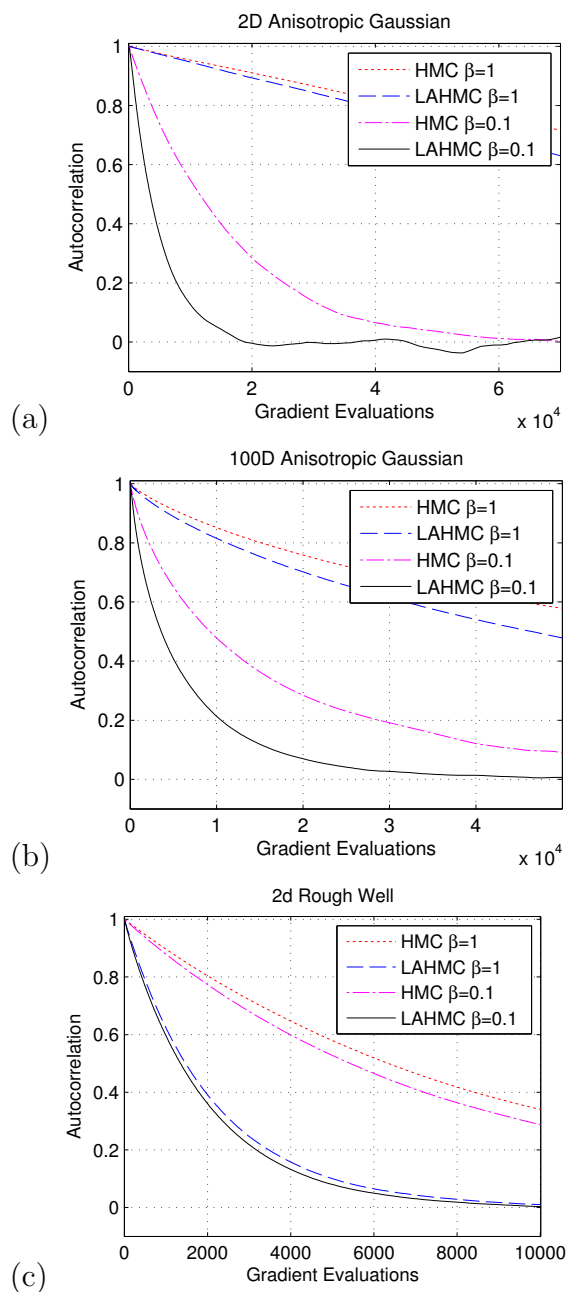 2D Anisotropic Gaussian
1
0.8
0.6
0.4
0.2
0
Autocorrelation
HMC β=1
LAHMC β=1
HMC β=0.1
LAHMC β=0.1
0 2 4 6
Gradient Evaluations
x 10^4
(a)
100D Anisotropic Gaussian
1
0.8
0.6
0.4
0.2
0
Autocorrelation
HMC β=1
LAHMC β=1
HMC β=0.1
LAHMC β=0.1
0 1 2 3 4
Gradient Evaluations
x 10^4
(b)
2d Rough Well
1
0.8
0.6
0.4
0.2
0
Autocorrelation
HMC β=1
LAHMC β=1
HMC β=0.1
LAHMC β=0.1
0 2000 4000 6000 8000 10000
Gradient Evaluations
(c)